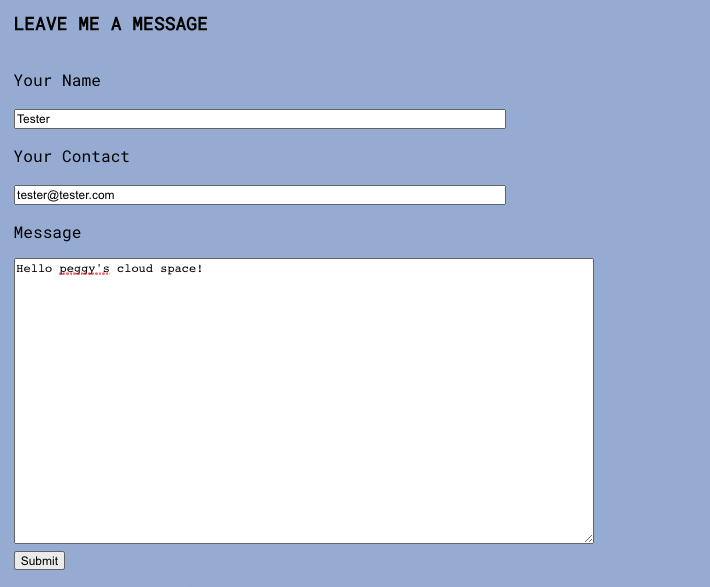 LEAVE ME A MESSAGE
Your Name
Tester
Your Contact
tester@tester.com
Message
Hello peggy's cloud space!
Submit